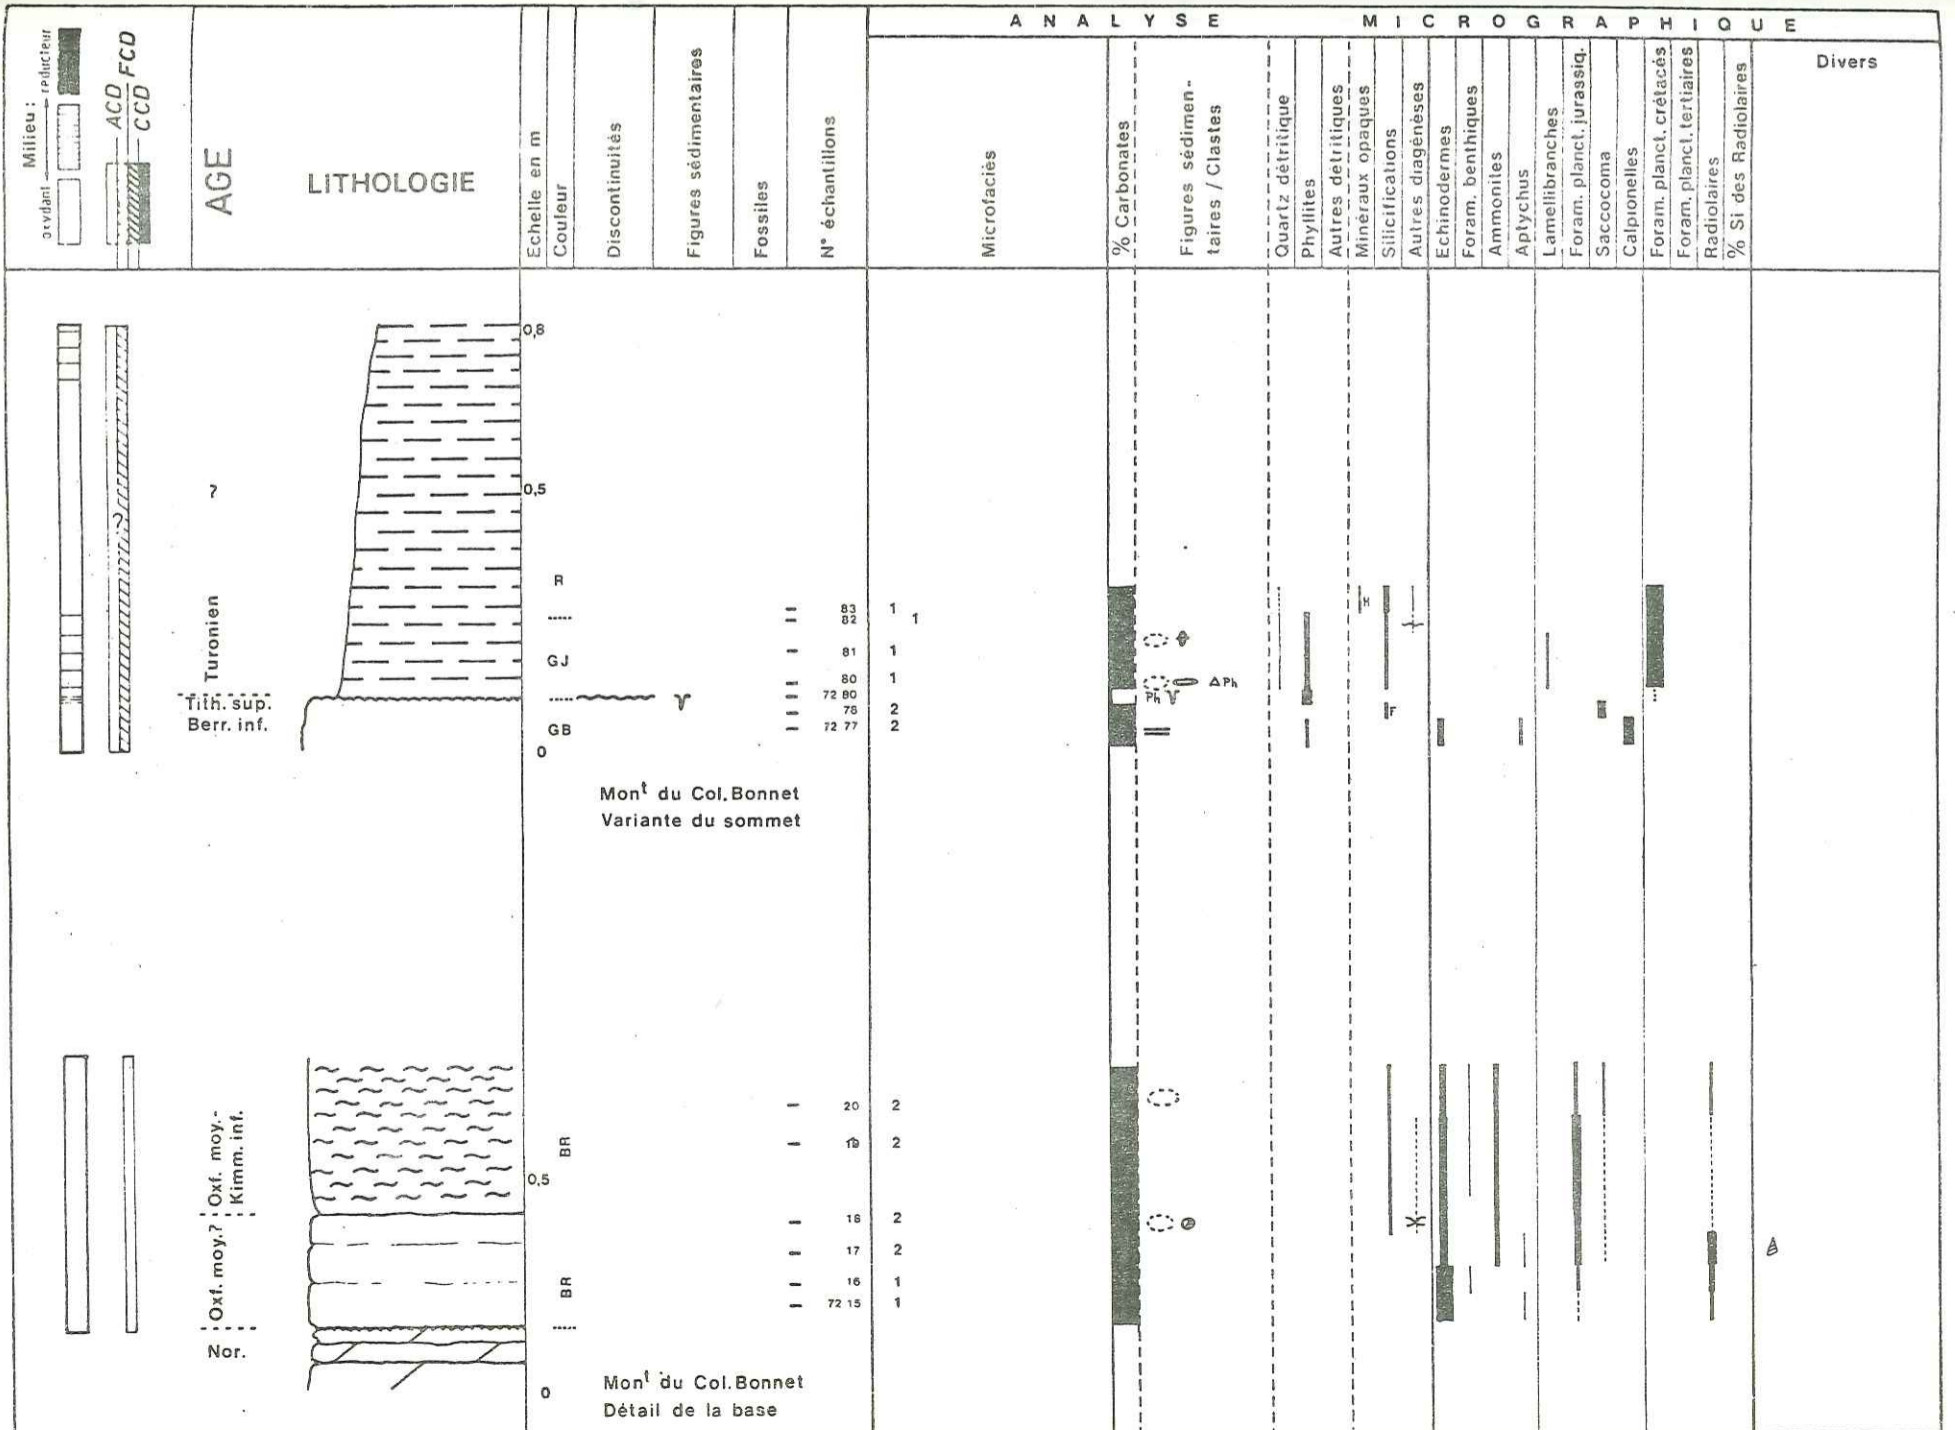 ANALYSE MICROGRAPHIQUE
Milieu :
oxydant
réducteur
ACD
FCD
CCD
AGE
LITHOLOGIE
Echelle en m
Couleur
Discontinuités
Figures sédimentaires
Fossiles
N° échantillons
Microfaciès
% Carbonates
Figures sédimen-
taires / Clastes
Quartz détritique
Phyllites
Autres détritiques
Minéraux opaques
Silicifications
Autres diagénèses
Echinodermes
Foram. benthiques
Ammonites
Aptychus
Lamellibranches
Foram. planct. jurassiq.
Saccocoma
Calpionelles
Foram. planct. crétacés
Foram. planct. tertiaires
Radiolaires
% Si des Radiolaires
Divers
0,8
?
0,5
?
R
Turonien
83 1
82 1
H
GJ
81 1
80 1
Ph
Tith. sup.
72 80
Ph
78 2
F
Berr. inf.
GB
72 77 2
0
Mont du Col. Bonnet
Variante du sommet
20 2
Oxf. moy. -
Kimm. inf.
BR
19 2
0,5
18 2
Oxf. moy.?
17 2
BR
16 1
72 15 1
Nor.
0
Mont du Col. Bonnet
Détail de la base